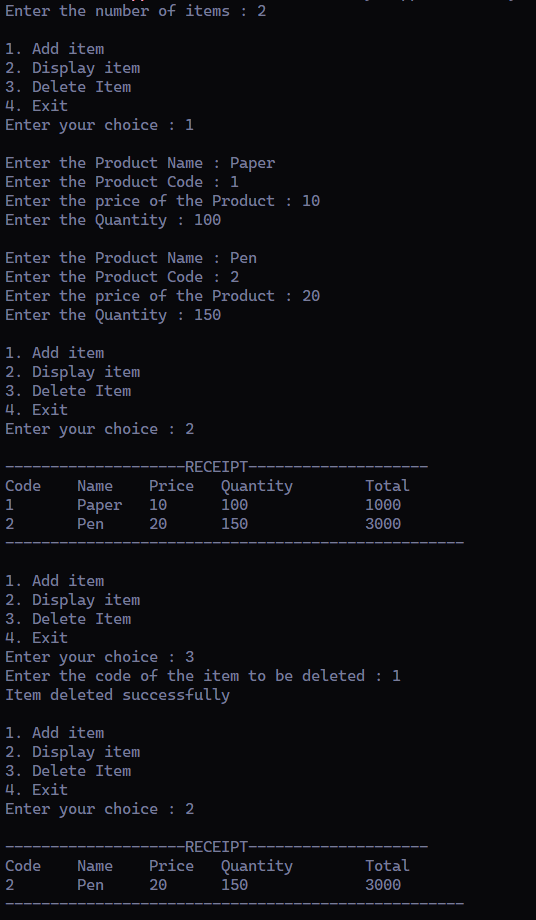 Enter the number of items : 2
1. Add item
2. Display item
3. Delete Item
4. Exit
Enter your choice : 1
Enter the Product Name : Paper
Enter the Product Code : 1
Enter the price of the Product : 10
Enter the Quantity : 100
Enter the Product Name : Pen
Enter the Product Code : 2
Enter the price of the Product : 20
Enter the Quantity : 150
1. Add item
2. Display item
3. Delete Item
4. Exit
Enter your choice : 2
--------------------RECEIPT--------------------
Code    Name    Price   Quantity        Total
1       Paper   10      100             1000
2       Pen     20      150             3000
---------------------------------------------------
1. Add item
2. Display item
3. Delete Item
4. Exit
Enter your choice : 3
Enter the code of the item to be deleted : 1
Item deleted successfully
1. Add item
2. Display item
3. Delete Item
4. Exit
Enter your choice : 2
--------------------RECEIPT--------------------
Code    Name    Price   Quantity        Total
2       Pen     20      150             3000
---------------------------------------------------